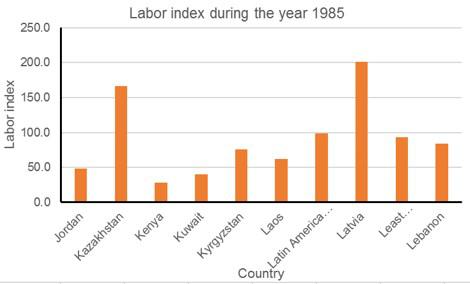 Labor index during the year 1985
250.0
200.0
150.0
100.0
50.0
0.0
Labor index
Jordan
Kazakhstan
Kenya
Kuwait
Kyrgyzstan
Laos
Latin America...
Latvia
Least...
Lebanon
Country